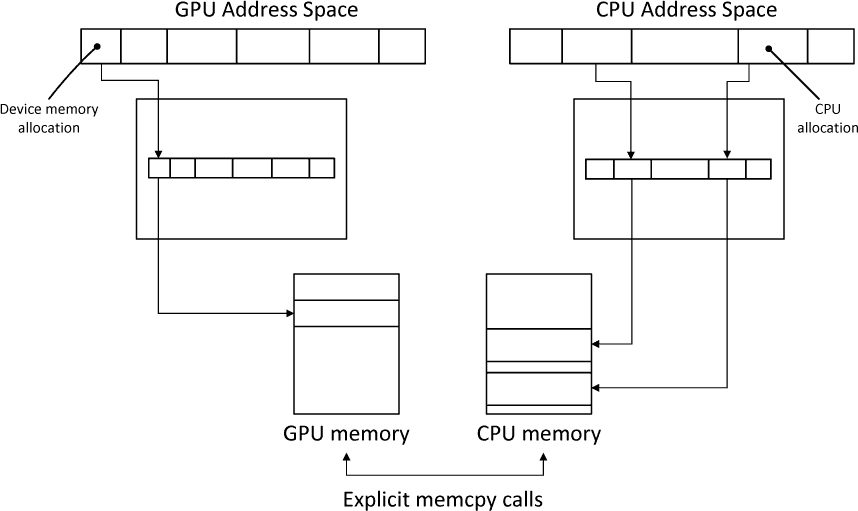 GPU Address Space
CPU Address Space
Device memory
allocation
CPU
allocation
GPU memory
CPU memory
Explicit memcpy calls